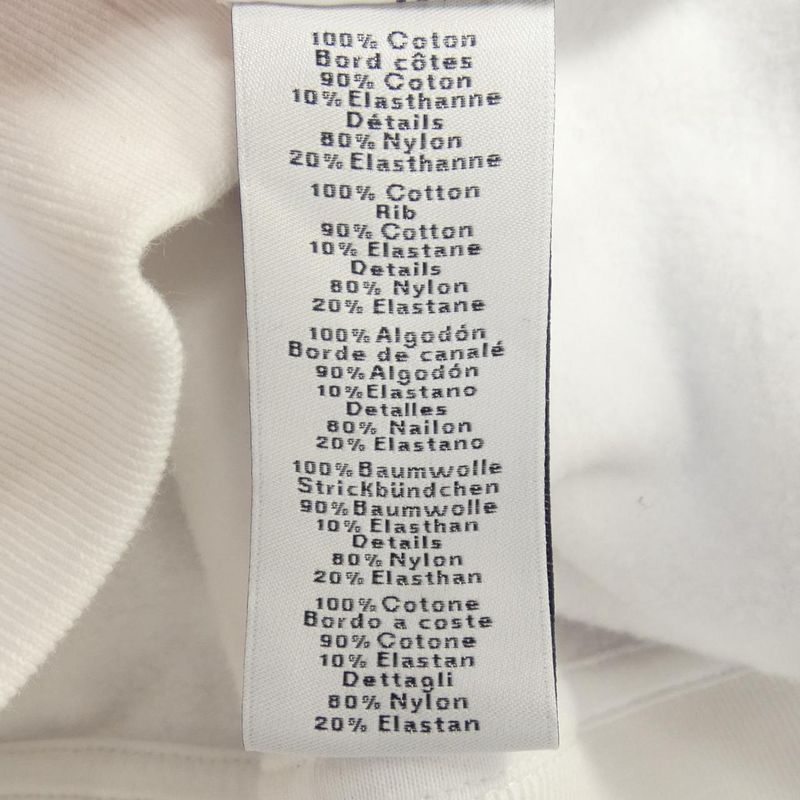 100% Coton
Bord côtes
90% Coton
10% Elasthanne
Détails
80% Nylon
20% Elasthanne
100% Cotton
Rib
90% Cotton
10% Elastane
Details
80% Nylon
20% Elastane
100% Algodón
Borde de canalé
90% Algodón
10% Elastano
Detalles
80% Nailon
20% Elastano
100% Baumwolle
Strickbündchen
90% Baumwolle
10% Elasthan
Details
80% Nylon
20% Elasthan
100% Cotone
Bordo a coste
90% Cotone
10% Elastan
Dettagli
80% Nylon
20% Elastan